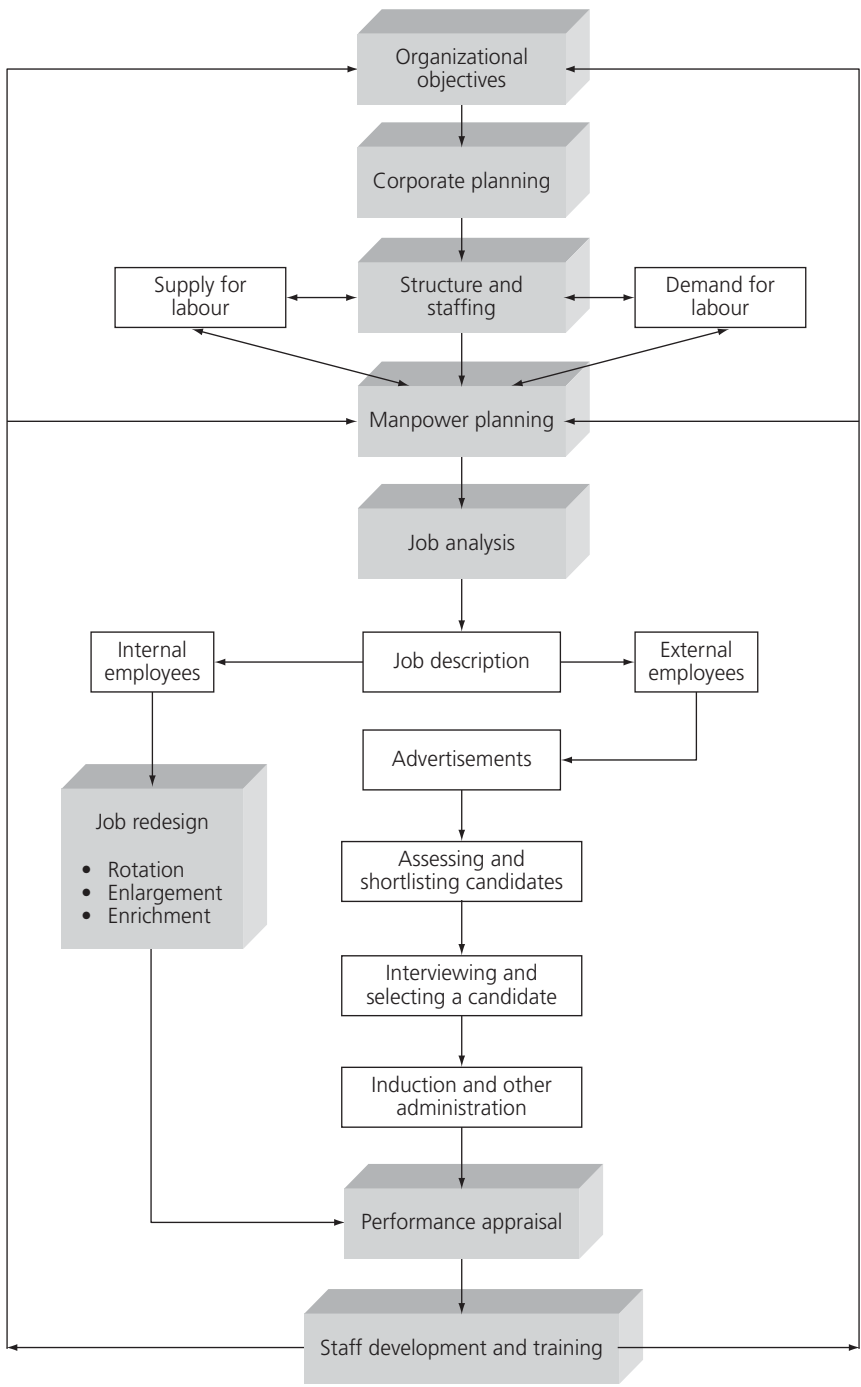 Organizational
objectives
Corporate planning
Supply for
labour
Structure and
staffing
Demand for
labour
Manpower planning
Job analysis
Internal
employees
Job description
External
employees
Advertisements
Job redesign
• Rotation
• Enlargement
• Enrichment
Assessing and
shortlisting candidates
Interviewing and
selecting a candidate
Induction and other
administration
Performance appraisal
Staff development and training